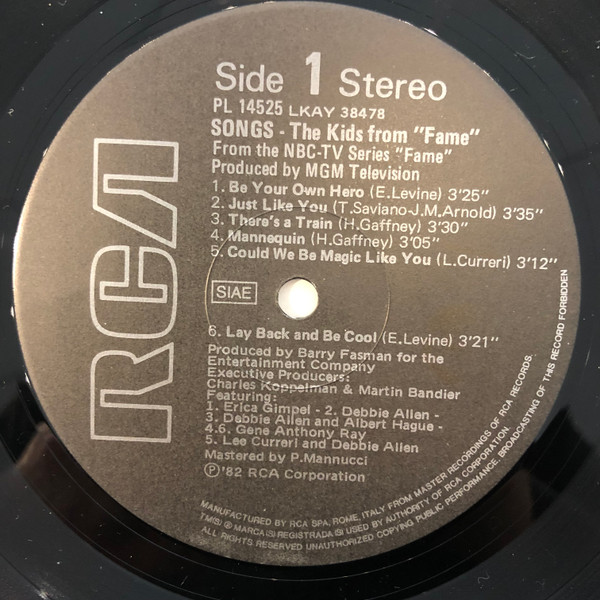 RCA
Side 1 Stereo
PL 14525 LKAY 38478
SONGS - The Kids from "Fame"
From the NBC-TV Series "Fame"
Produced by MGM Television
1. Be Your Own Hero (E.Levine) 3'25"
2. Just Like You (T.Saviano-J.M.Arnold) 3'35"
3. There's a Train (H.Gaffney) 3'30"
4. Mannequin (H.Gaffney) 3'05"
5. Could We Be Magic Like You (L.Curreri) 3'12"
SIAE
6. Lay Back and Be Cool (E.Levine) 3'21"
Produced by Barry Fasman for the
Entertainment Company
Executive Producers:
Charles Koppelman & Martin Bandier
Featuring:
1. Erica Gimpel - 2. Debbie Allen -
3. Debbie Allen and Albert Hague -
4.6. Gene Anthony Ray
5. Lee Curreri and Debbie Allen
Mastered by P.Mannucci
Ⓟ'82 RCA Corporation
MANUFACTURED BY RCA SPA, ROME, ITALY FROM MASTER RECORDINGS OF RCA RECORDS.
TM(S) ® MARCA(S) REGISTRADA(S) USED BY AUTHORITY OF RCA CORPORATION.
ALL RIGHTS RESERVED UNAUTHORIZED COPYING PUBLIC PERFORMANCE, BROADCASTING OF THIS RECORD FORBIDDEN